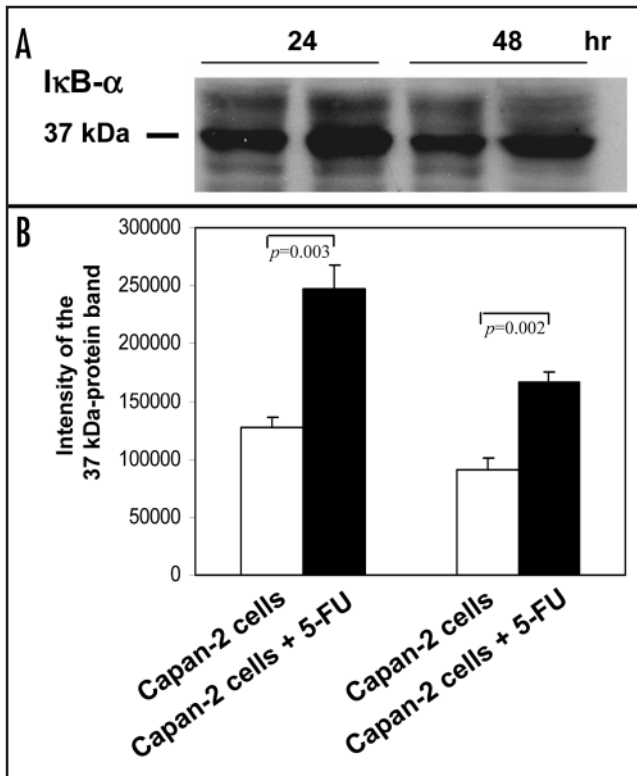 A
24 48 hr
IκB-α
37 kDa
B
300000
250000
200000
150000
100000
50000
0
Intensity of the
37 kDa-protein band
p=0.003
p=0.002
Capan-2 cells
Capan-2 cells + 5-FU
Capan-2 cells
Capan-2 cells + 5-FU